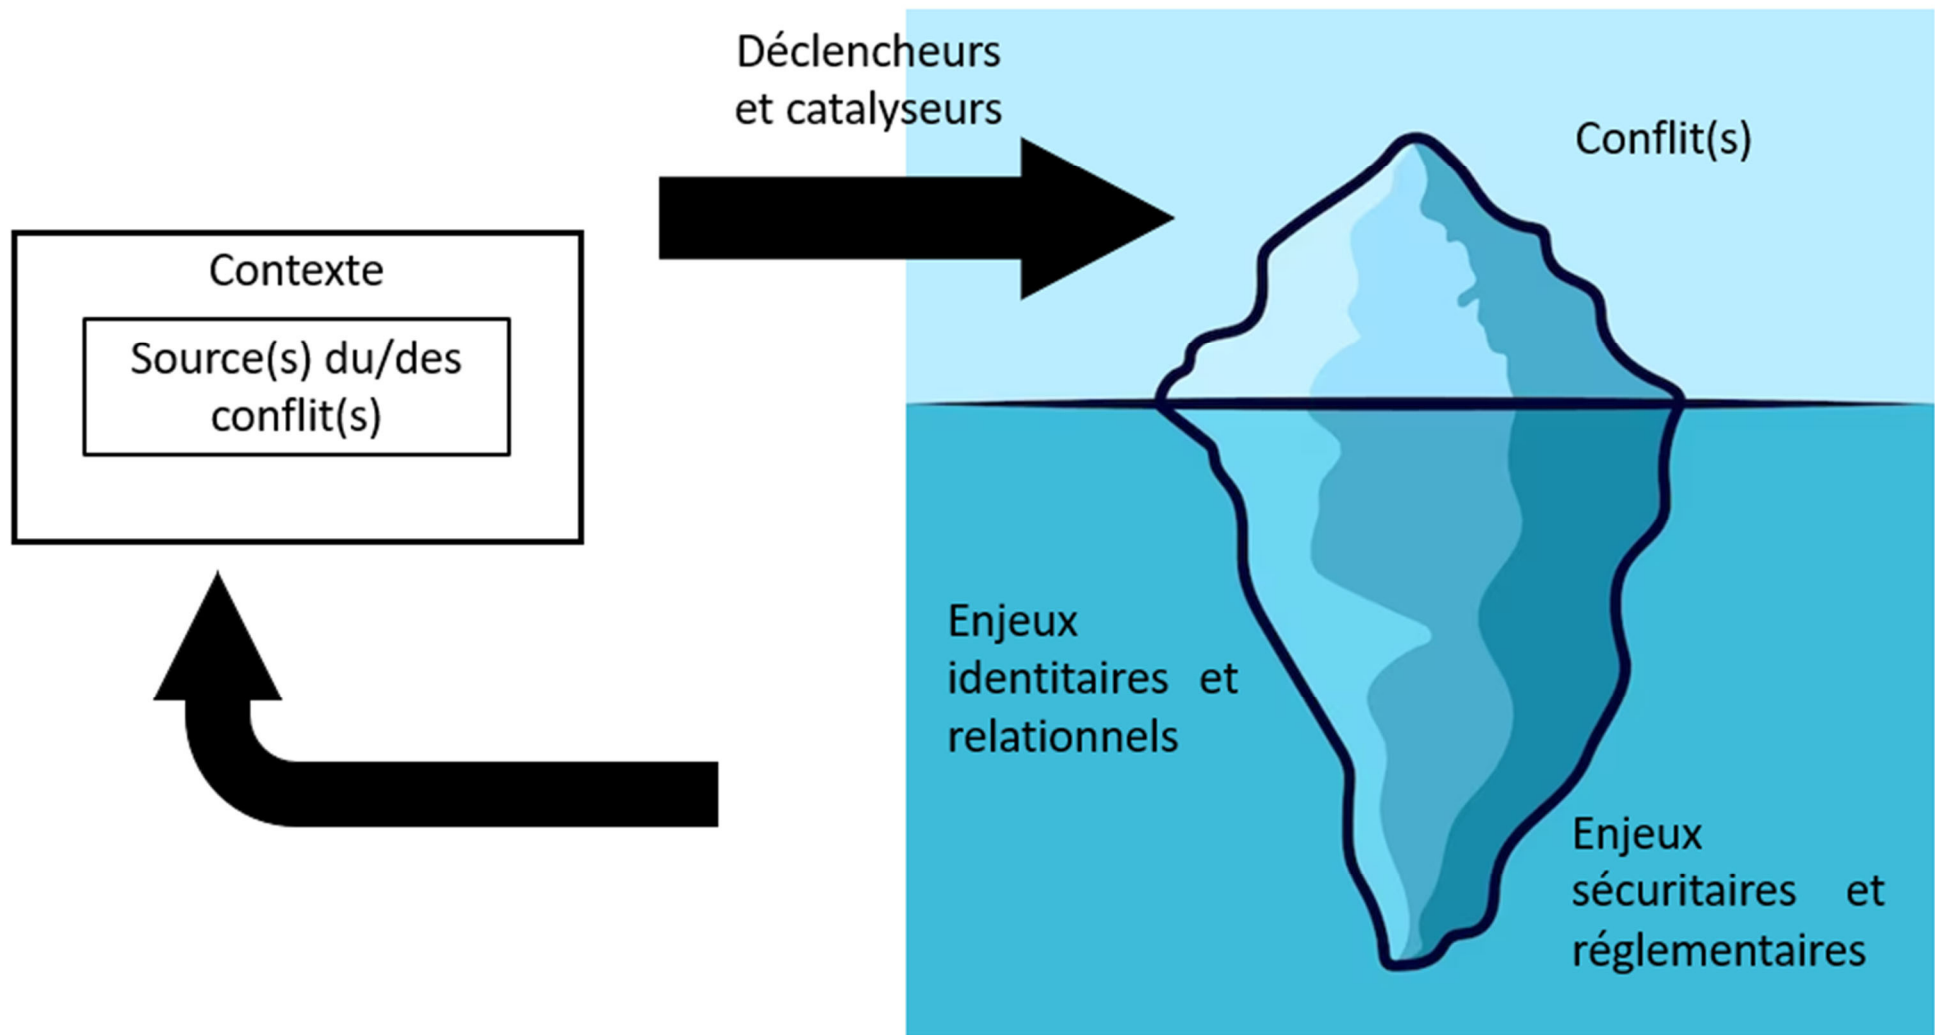 Déclencheurs
et catalyseurs
Conflit(s)
Contexte
Source(s) du/des
conflit(s)
Enjeux
identitaires et
relationnels
Enjeux
sécuritaires et
réglementaires